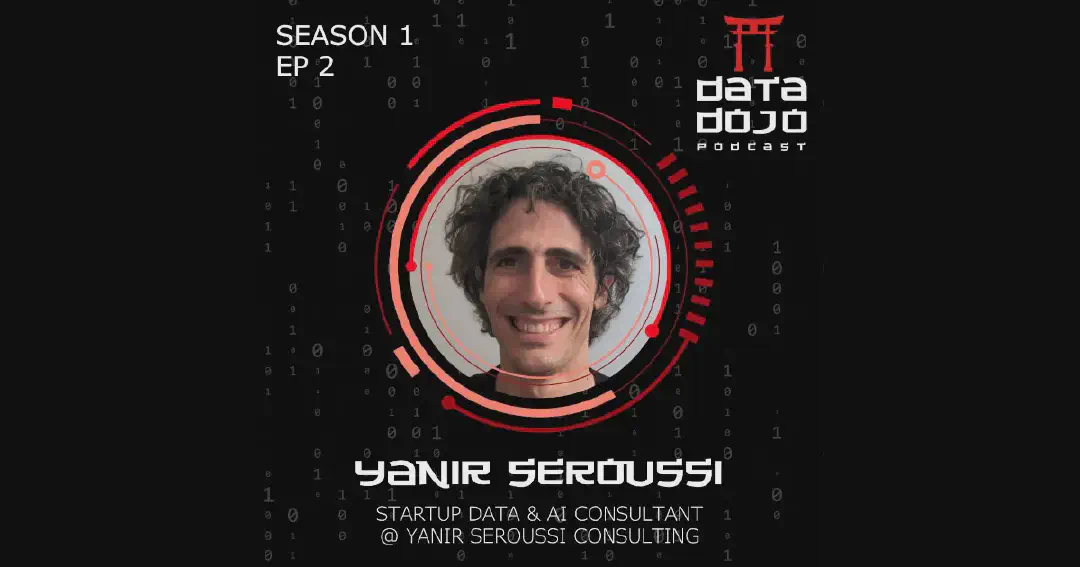 SEASON 1
EP 2
DATA
DOJO
PODCAST
YANIR SEROUSSI
STARTUP DATA & AI CONSULTANT
@ YANIR SEROUSSI CONSULTING